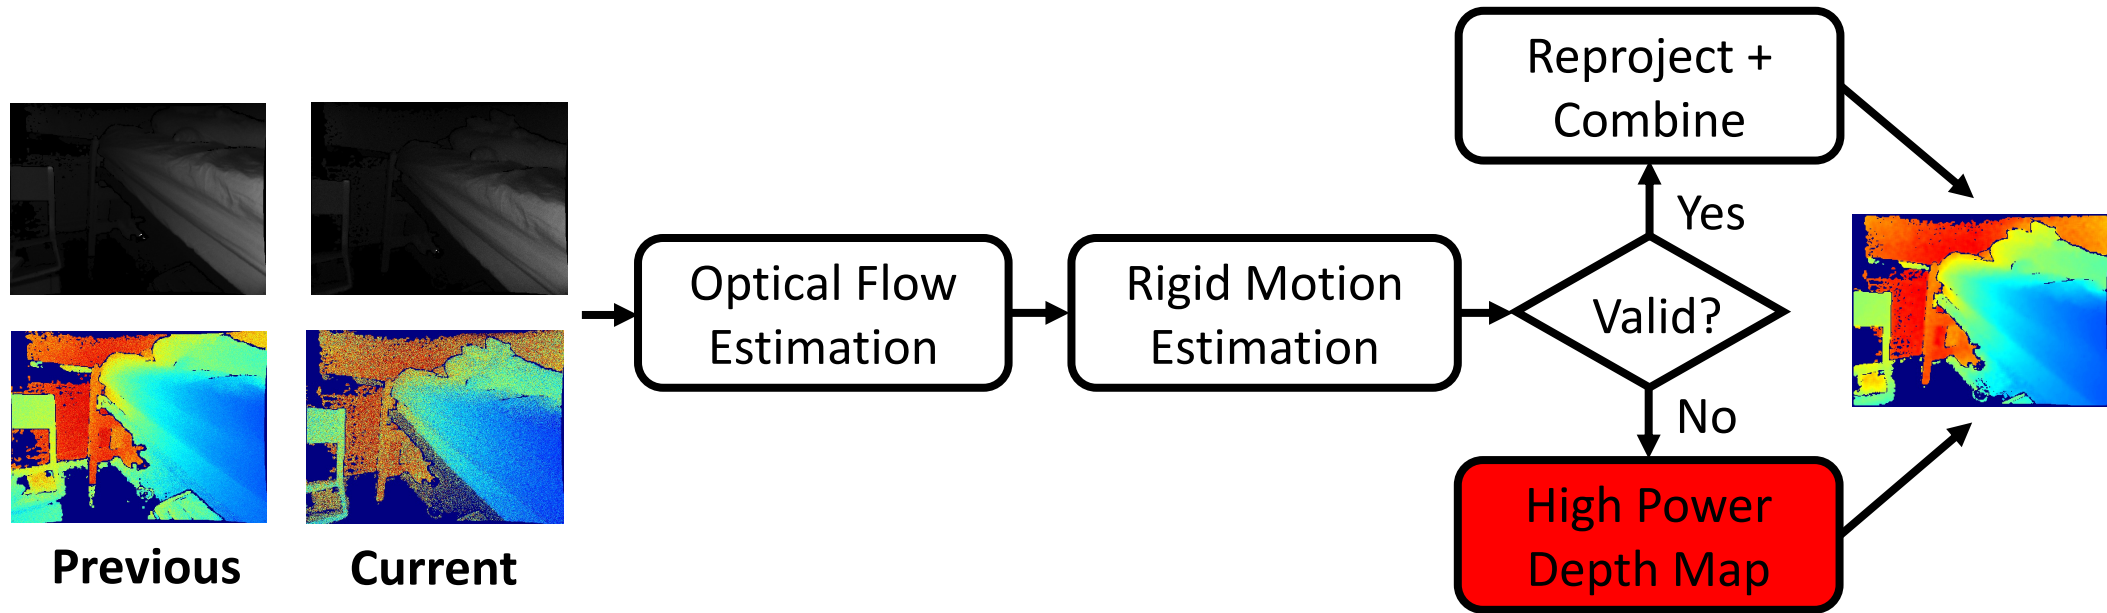 Previous
Current
Optical Flow
Estimation
Rigid Motion
Estimation
Valid?
Yes
No
Reproject +
Combine
High Power
Depth Map